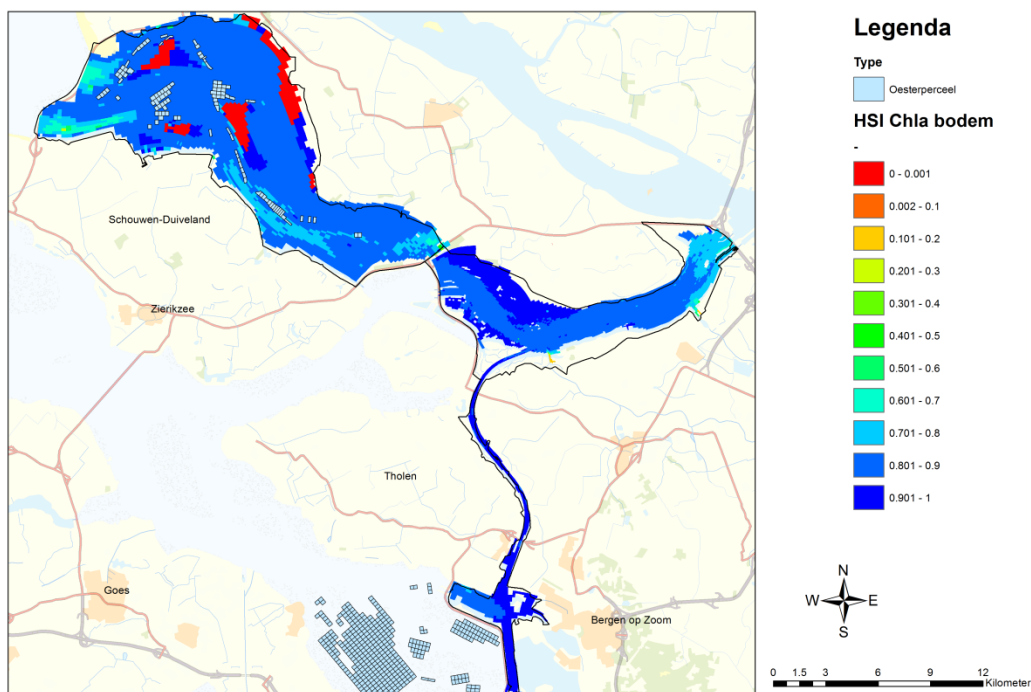 Legenda
Type
Oesterperceel
HSI Chla bodem
-
0 - 0.001
0.002 - 0.1
0.101 - 0.2
0.201 - 0.3
0.301 - 0.4
0.401 - 0.5
0.501 - 0.6
0.601 - 0.7
0.701 - 0.8
0.801 - 0.9
0.901 - 1
Schouwen-Duiveland
Zierikzee
Tholen
Goes
Bergen op Zoom
N
W E
S
0 1.5 3 6 9 12
Kilometer